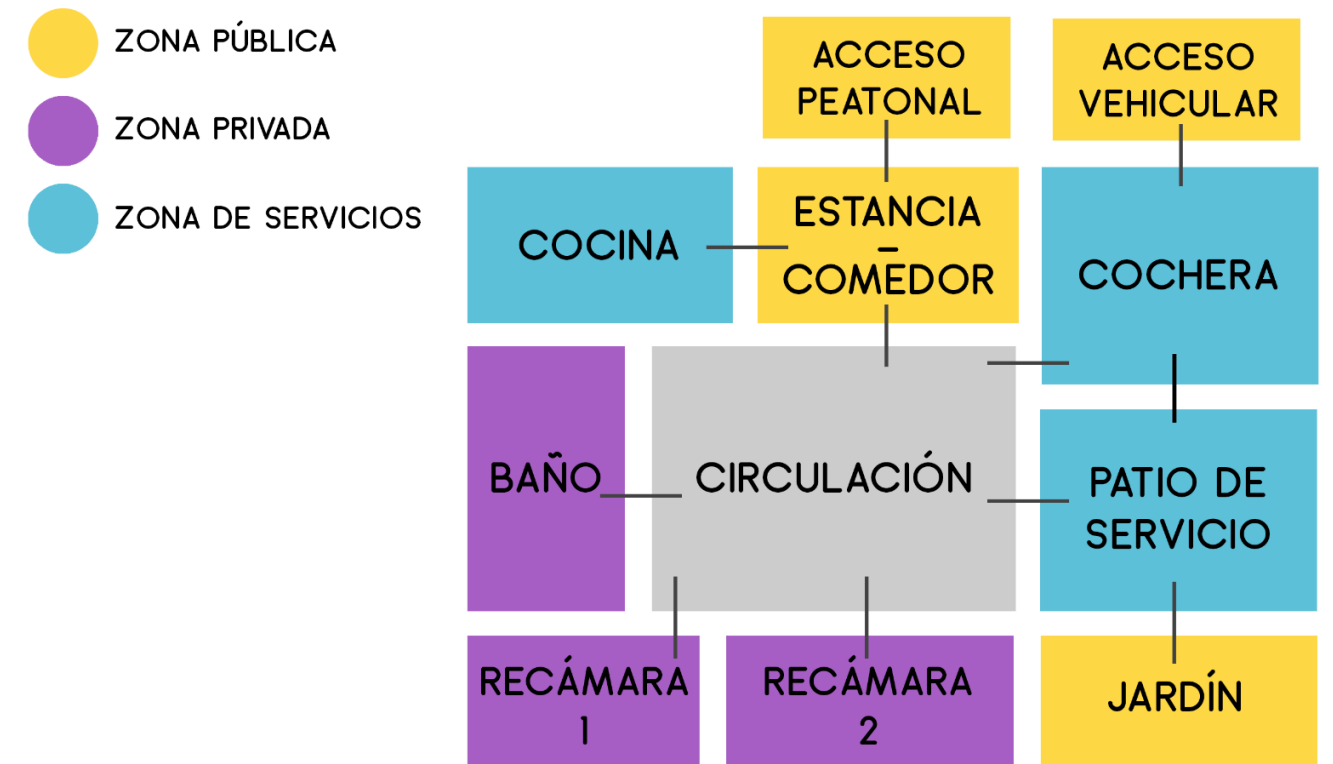 ZONA PÚBLICA
ZONA PRIVADA
ZONA DE SERVICIOS
ACCESO
PEATONAL
ACCESO
VEHICULAR
COCINA
ESTANCIA
–
COMEDOR
COCHERA
BAÑO
CIRCULACIÓN
PATIO DE
SERVICIO
RECÁMARA
1
RECÁMARA
2
JARDÍN